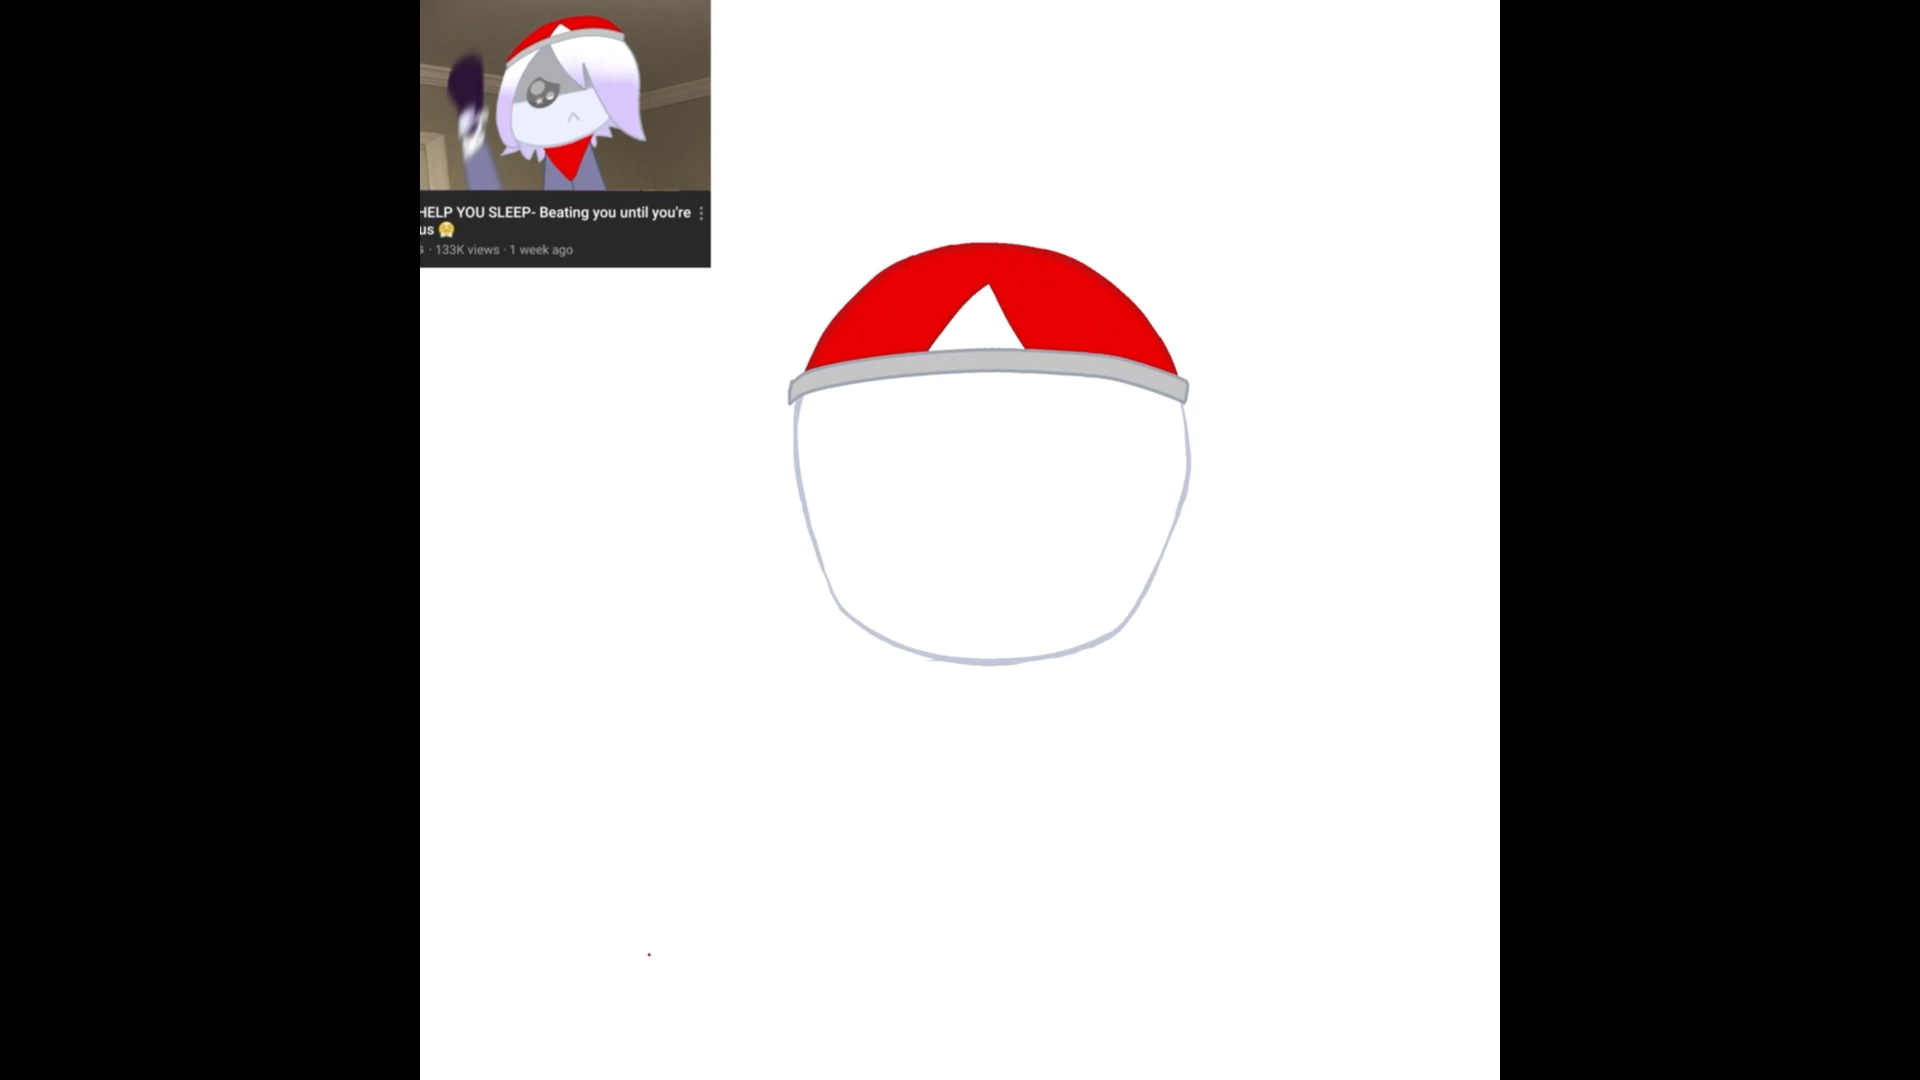 HELP YOU SLEEP- Beating you until you're
us 😤
s · 133K views · 1 week ago